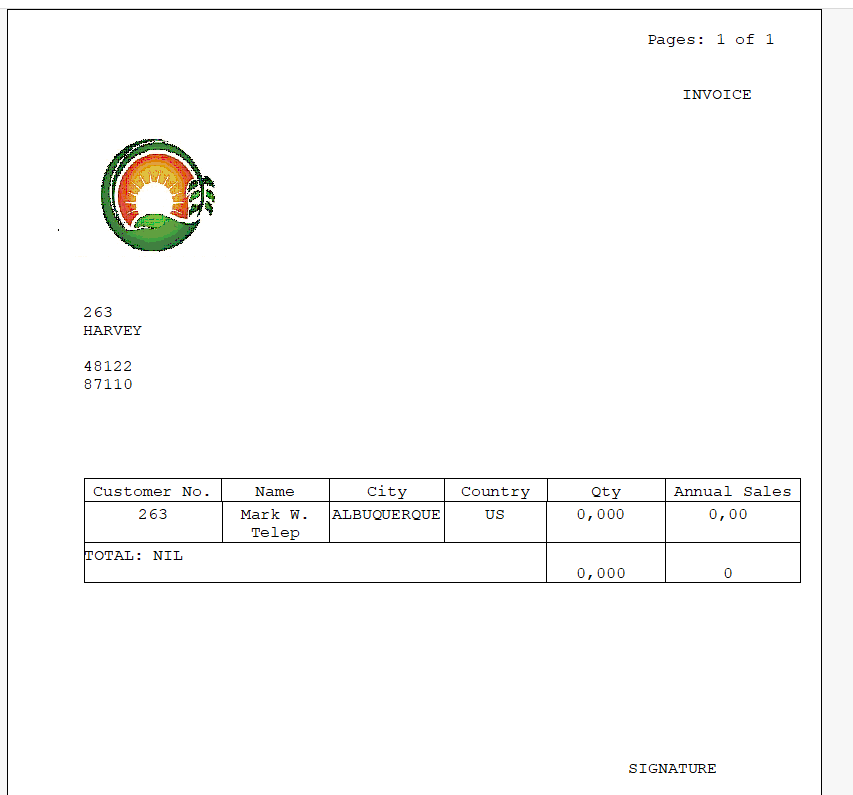 Pages: 1 of 1
INVOICE
263
HARVEY
48122
87110
Customer No. Name City Country Qty Annual Sales
263 Mark W. ALBUQUERQUE US 0,000 0,00
Telep
TOTAL: NIL
0,000 0
SIGNATURE